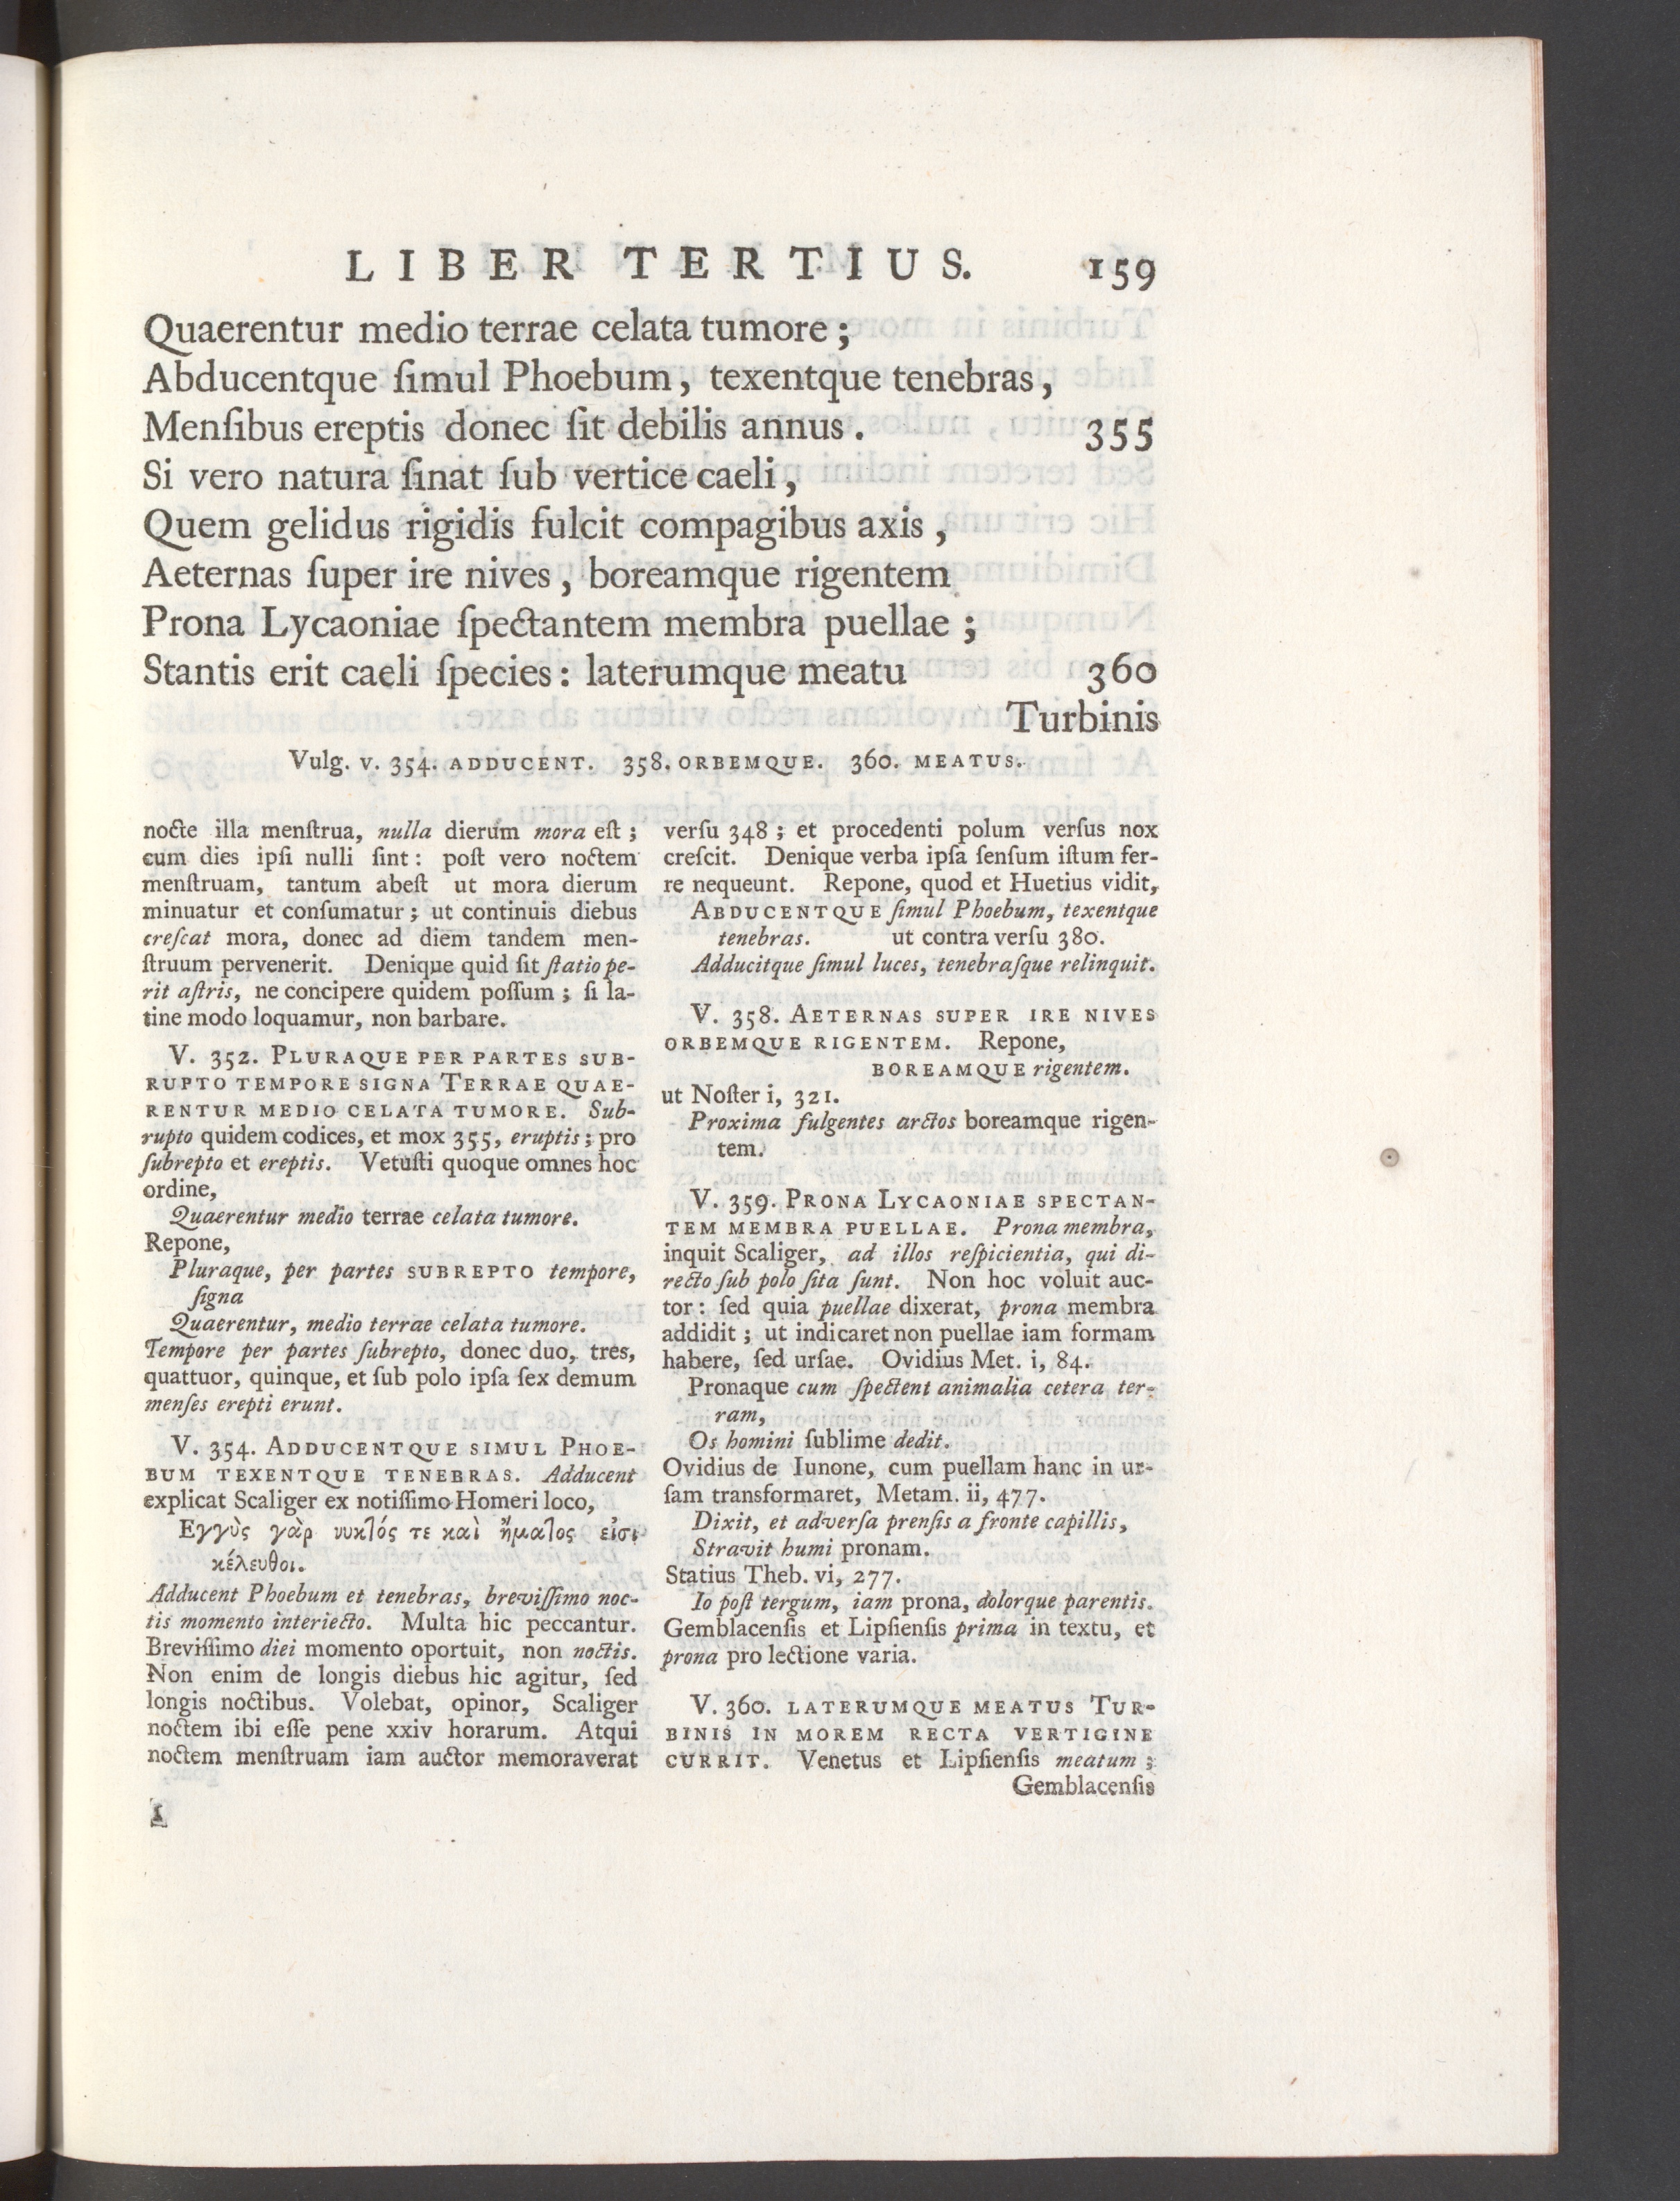 LIBER TERTIUS. 159
Quaerentur medio terrae celata tumore ;
Abducentque ſimul Phoebum, texentque tenebras,
Menſibus ereptis donec ſit debilis annus. 355
Si vero natura ſinat ſub vertice caeli,
Quem gelidus rigidis fulcit compagibus axis,
Aeternas ſuper ire nives, boreamque rigentem
Prona Lycaoniae ſpectantem membra puellae ;
Stantis erit caeli ſpecies: laterumque meatu 360
Turbinis
Vulg. v. 354. ADDUCENT. 358. ORBEMQUE. 360. MEATUS.
nocte illa menſtrua, nulla dierum mora eſt ;
cum dies ipſi nulli ſint: poſt vero noctem
menſtruam, tantum abeſt ut mora dierum
minuatur et conſumatur ; ut continuis diebus
creſcat mora, donec ad diem tandem men-
ſtruum pervenerit. Denique quid ſit ſtatio pe-
rit aſtris, ne concipere quidem poſſum ; ſi la-
tine modo loquamur, non barbare.
V. 352. PLURAQUE PER PARTES SUB-
RUPTO TEMPORE SIGNA TERRAE QUAE-
RENTUR MEDIO CELATA TUMORE. Sub-
rupto quidem codices, et mox 355, eruptis ; pro
ſubrepto et ereptis. Vetuſti quoque omnes hoc
ordine,
Quaerentur medio terrae celata tumore.
Repone,
Pluraque, per partes SUBREPTO tempore,
ſigna
Quaerentur, medio terrae celata tumore.
Tempore per partes ſubrepto, donec duo, tres,
quattuor, quinque, et ſub polo ipſa ſex demum
menſes erepti erunt.
V. 354. ADDUCENTQUE SIMUL PHOE-
BUM TEXENTQUE TENEBRAS. Adducent
explicat Scaliger ex notiſſimo Homeri loco,
Εγγὺς γὰρ νυκτός τε καὶ ἤματος εἰσι
κέλευθοι.
Adducent Phoebum et tenebras, breviſſimo noc-
tis momento interiecto. Multa hic peccantur.
Breviſſimo diei momento oportuit, non noctis.
Non enim de longis diebus hic agitur, ſed
longis noctibus. Volebat, opinor, Scaliger
noctem ibi eſſe pene xxiv horarum. Atqui
noctem menſtruam iam auctor memoraverat
verſu 348 ; et procedenti polum verſus nox
creſcit. Denique verba ipſa ſenſum iſtum fer-
re nequeunt. Repone, quod et Huetius vidit,
ABDUCENTQUE ſimul Phoebum, texentque
tenebras. ut contra verſu 380.
Adducitque ſimul luces, tenebraſque relinquit.
V. 358. AETERNAS SUPER IRE NIVES
ORBEMQUE RIGENTEM. Repone,
BOREAMQUE rigentem.
ut Noſter i, 321.
Proxima fulgentes arctos boreamque rigen-
tem.
V. 359. PRONA LYCAONIAE SPECTAN-
TEM MEMBRA PUELLAE. Prona membra,
inquit Scaliger, ad illos reſpicientia, qui di-
recto ſub polo ſita ſunt. Non hoc voluit auc-
tor: ſed quia puellae dixerat, prona membra
addidit ; ut indicaret non puellae iam formam
habere, ſed urſae. Ovidius Met. i, 84.
Pronaque cum ſpectent animalia cetera ter-
ram,
Os homini ſublime dedit.
Ovidius de Iunone, cum puellam hanc in ur-
ſam transformaret, Metam. ii, 477.
Dixit, et adverſa prenſis a fronte capillis,
Stravit humi pronam.
Statius Theb. vi, 277.
Io poſt tergum, iam prona, dolorque parentis.
Gemblacenſis et Lipſienſis prima in textu, et
prona pro lectione varia.
V. 360. LATERUMQUE MEATUS TUR-
BINIS IN MOREM RECTA VERTIGINE
CURRIT. Venetus et Lipſienſis meatum ;
Gemblacenſis